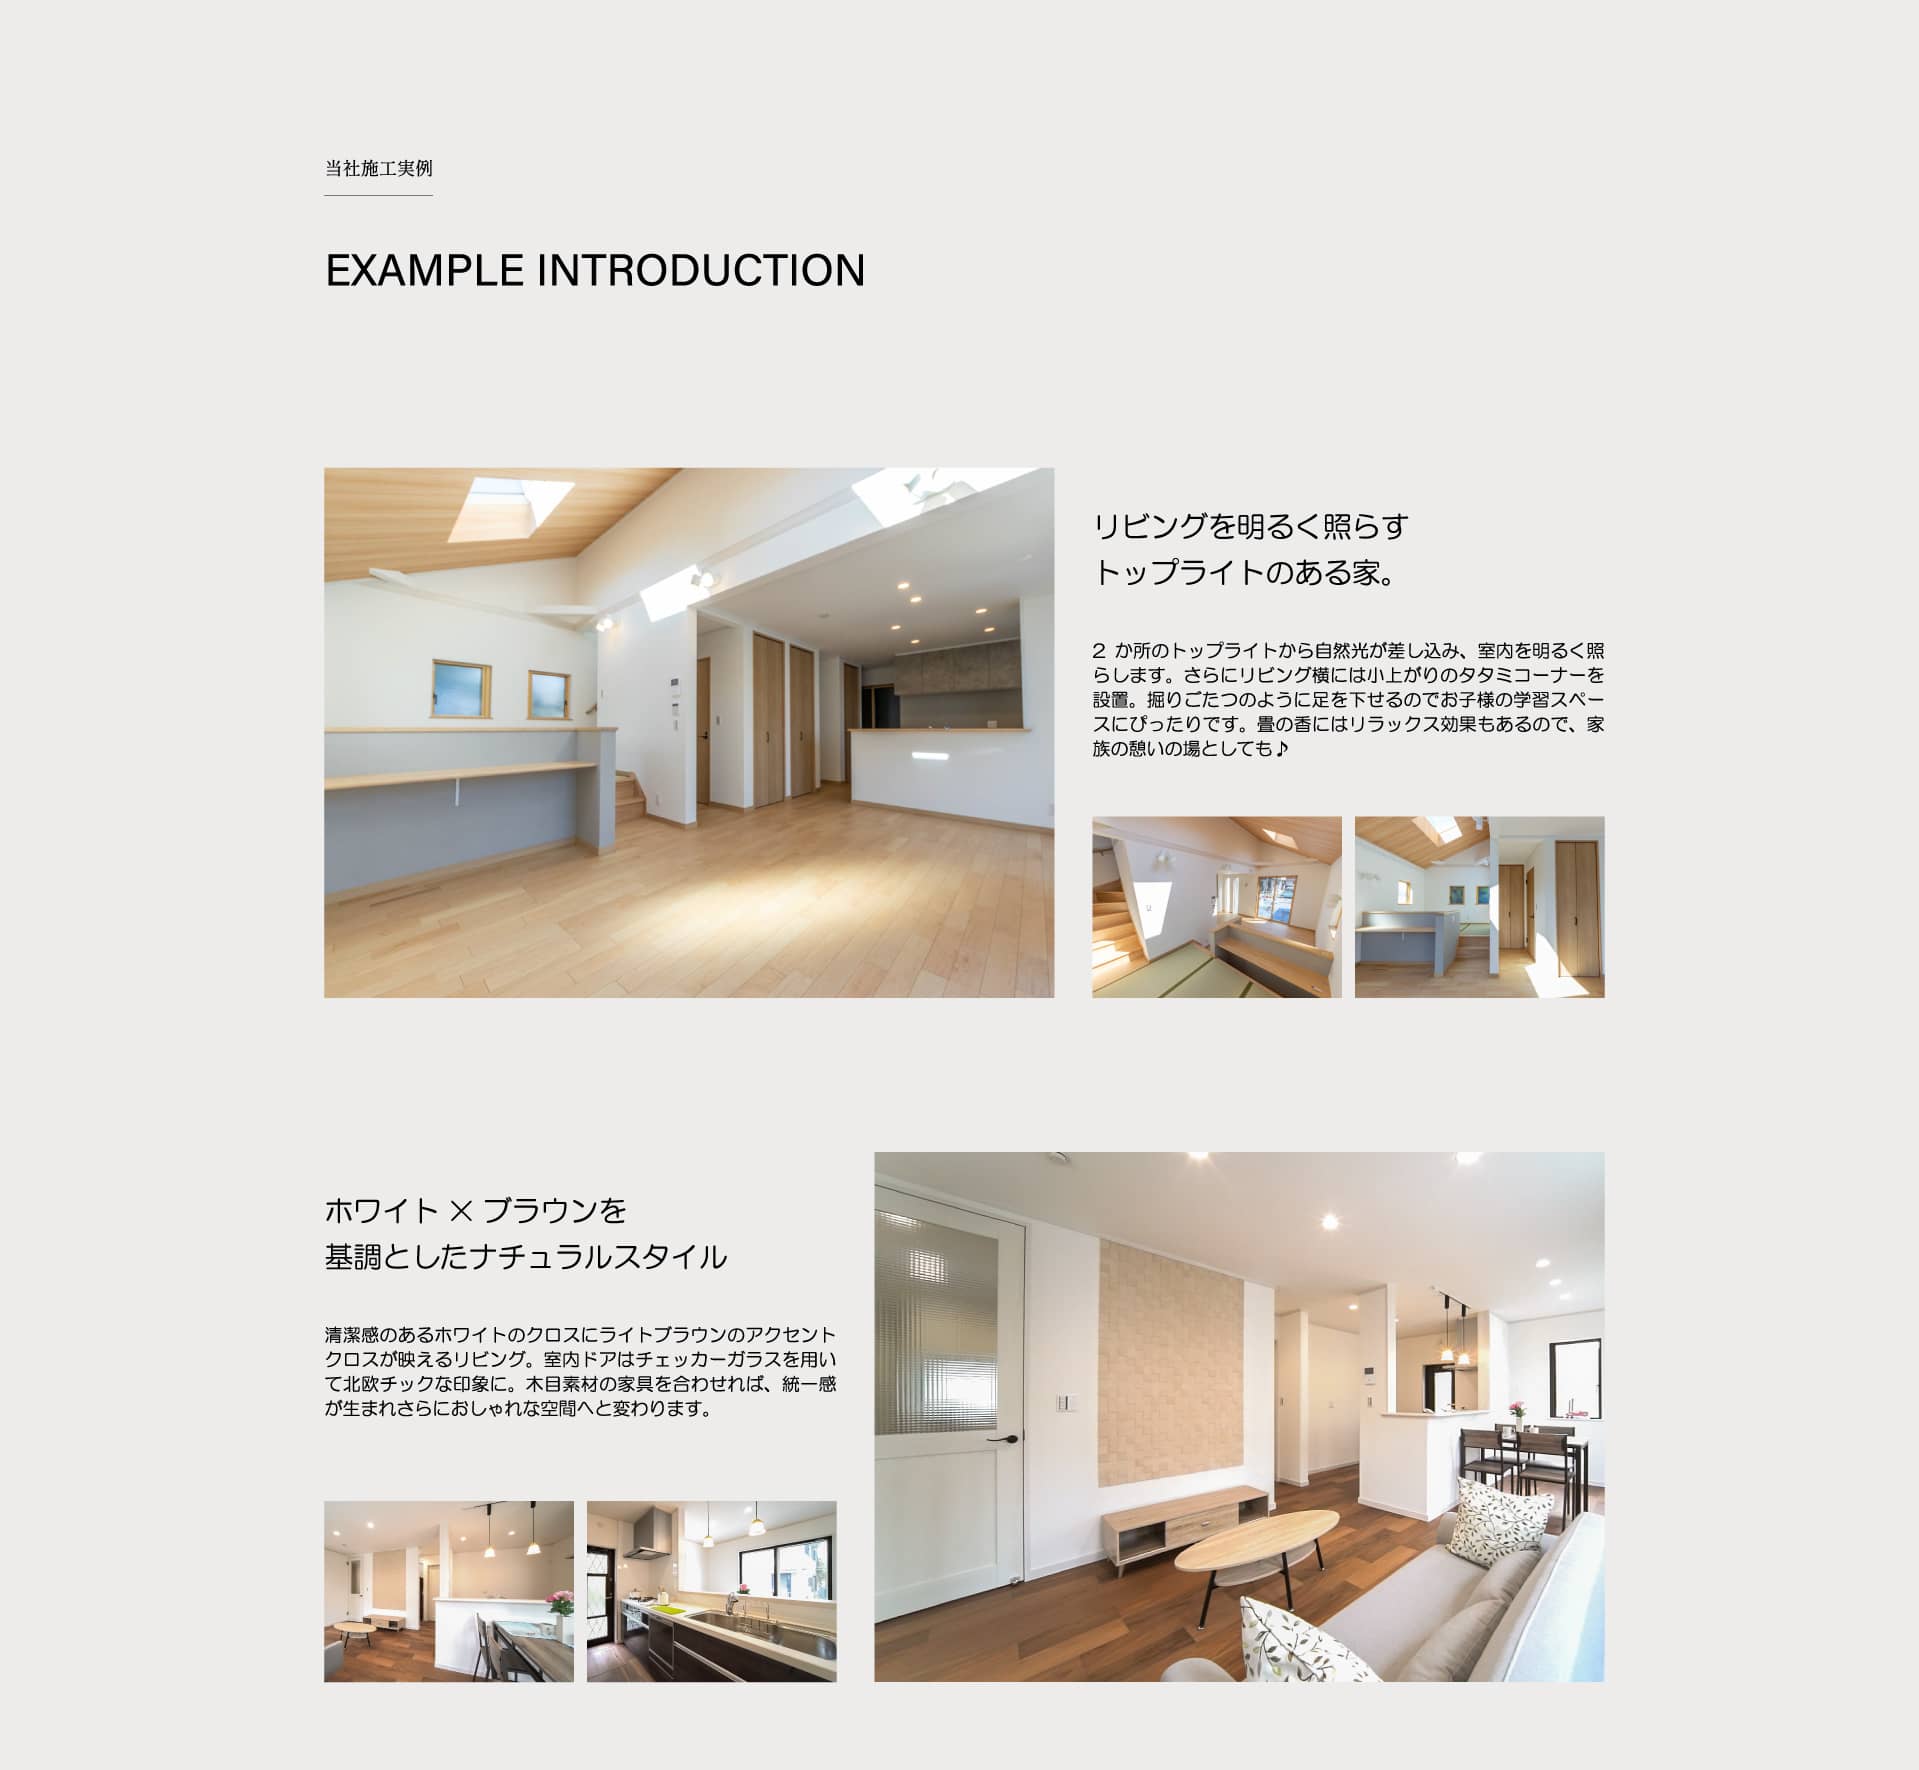 当社施工実例
EXAMPLE INTRODUCTION
リビングを明るく照らす
トップライトのある家。
2 か所のトップライトから自然光が差し込み、室内を明るく照
らします。さらにリビング横には小上がりのタタミコーナーを
設置。掘りごたつのように足を下せるのでお子様の学習スペー
スにぴったりです。畳の香にはリラックス効果もあるので、家
族の憩いの場としても♪
ホワイト × ブラウンを
基調としたナチュラルスタイル
清潔感のあるホワイトのクロスにライトブラウンのアクセント
クロスが映えるリビング。室内ドアはチェッカーガラスを用い
て北欧チックな印象に。木目素材の家具を合わせれば、統一感
が生まれさらにおしゃれな空間へと変わります。